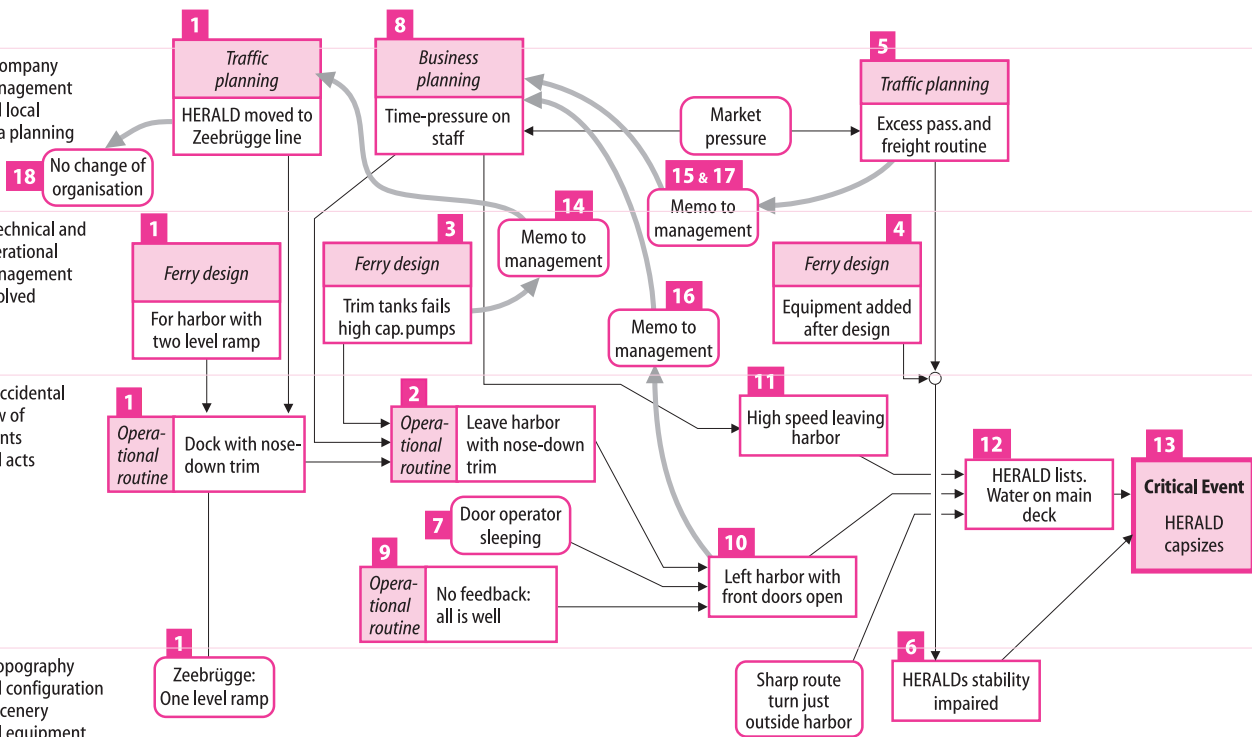 1
Traffic
planning
HERALD moved to
Zeebrügge line
8
Business
planning
Time-pressure on
staff
5
Traffic planning
Excess pass. and
freight routine
Market
pressure
ompany
nagement
local
a planning
18
No change of
organisation
15 & 17
Memo to
management
14
Memo to
management
echnical and
erational
nagement
olved
1
Ferry design
For harbor with
two level ramp
3
Ferry design
Trim tanks fails
high cap. pumps
16
Memo to
management
4
Ferry design
Equipment added
after design
ccidental
w of
nts
acts
1
Opera-
tional
routine
Dock with nose-
down trim
2
Opera-
tional
routine
Leave harbor
with nose-down
trim
11
High speed leaving
harbor
12
HERALD lists.
Water on main
deck
13
Critical Event
HERALD
capsizes
7
Door operator
sleeping
9
Opera-
tional
routine
No feedback:
all is well
10
Left harbor with
front doors open
opography
configuration
cenery
equipment
1
Zeebrügge:
One level ramp
Sharp route
turn just
outside harbor
6
HERALDs stability
impaired